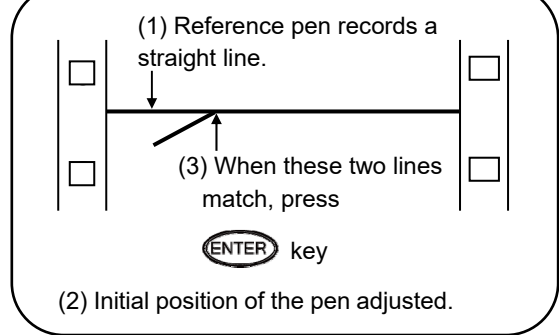 (1) Reference pen records a
straight line.
(3) When these two lines
match, press
ENTER key
(2) Initial position of the pen adjusted.